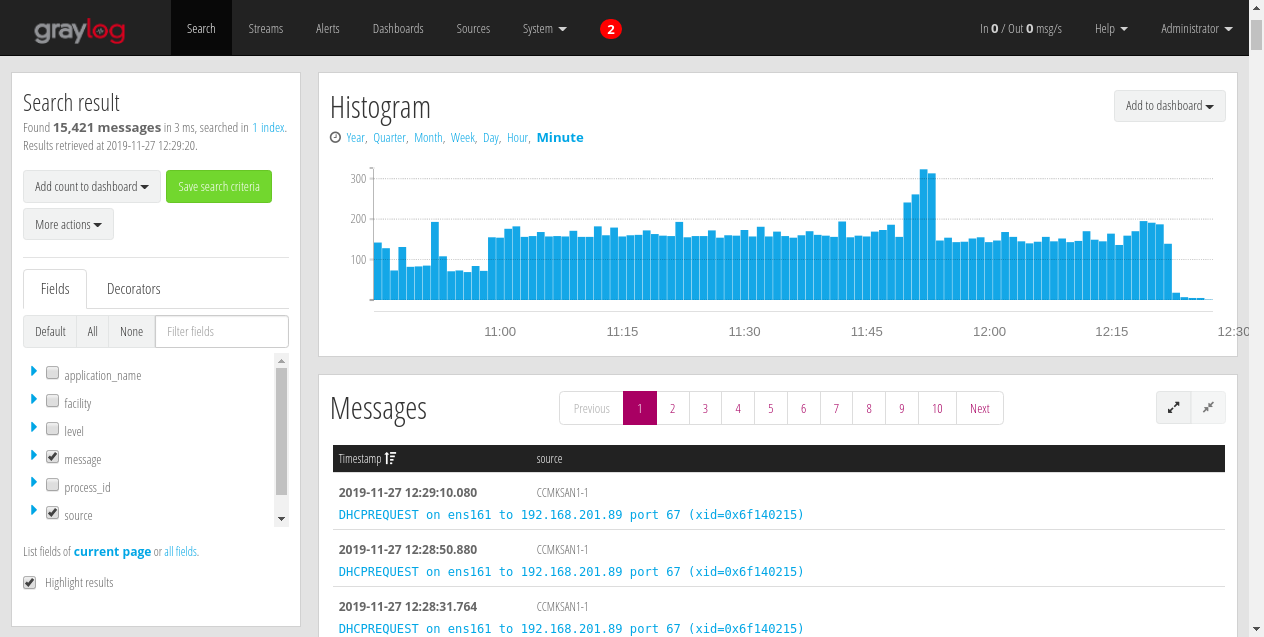 graylog Search Streams Alerts Dashboards Sources System 2 In 0 / Out 0 msg/s Help Administrator
Search result
Found 15,421 messages in 3 ms, searched in 1 index.
Results retrieved at 2019-11-27 12:29:20.
Add count to dashboard Save search criteria
More actions
Fields Decorators
Default All None Filter fields
application_name
facility
level
message
process_id
source
List fields of current page or all fields.
Highlight results
Histogram Add to dashboard
Year, Quarter, Month, Week, Day, Hour, Minute
300
200
100
11:00 11:15 11:30 11:45 12:00 12:15 12:30
Messages Previous 1 2 3 4 5 6 7 8 9 10 Next
Timestamp source
2019-11-27 12:29:10.080 CCMKSAN1-1
DHCPREQUEST on ens161 to 192.168.201.89 port 67 (xid=0x6f140215)
2019-11-27 12:28:50.880 CCMKSAN1-1
DHCPREQUEST on ens161 to 192.168.201.89 port 67 (xid=0x6f140215)
2019-11-27 12:28:31.764 CCMKSAN1-1
DHCPREQUEST on ens161 to 192.168.201.89 port 67 (xid=0x6f140215)